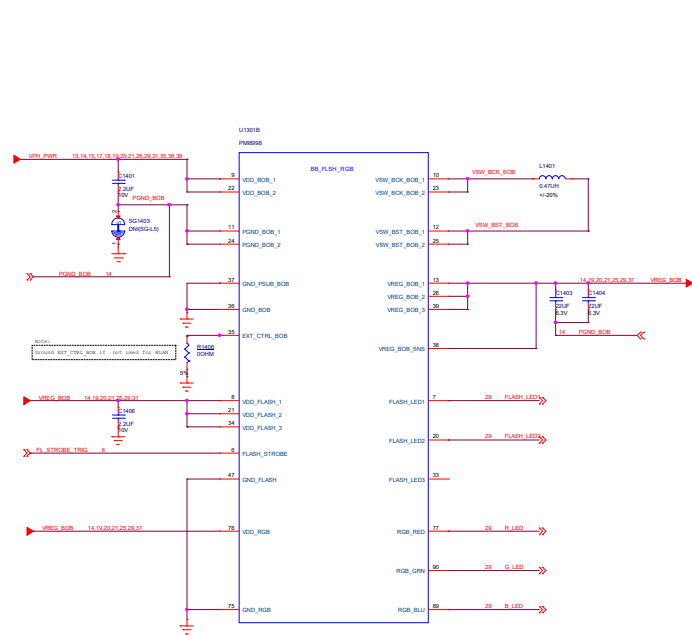 U1301B
PMI8998
BB_FLSH_RGB
VPH_PWR 13,14,15,17,18,19,20,21,28,29,31,35,38,39
C1401
2.2UF
10V
PGND_BOB
2
SG1403
DNI(SG-L5)
1
PGND_BOB 14
9 VDD_BOB_1
22 VDD_BOB_2
11 PGND_BOB_1
24 PGND_BOB_2
37 GND_PSUB_BOB
36 GND_BOB
35 EXT_CTRL_BOB
R1406
0OHM
5%
Note:
Ground EXT_CTRL_BOB if not used for WLAN
VREG_BOB 14,19,20,21,25,29,31
C1406
2.2UF
10V
8 VDD_FLASH_1
21 VDD_FLASH_2
34 VDD_FLASH_3
FL_STROBE_TRIG 6
6 FLASH_STROBE
47 GND_FLASH
VREG_BOB 14,19,20,21,25,29,31
76 VDD_RGB
75 GND_RGB
VSW_BCK_BOB_1 10
VSW_BCK_BOB_2 23
VSW_BCK_BOB
L1401
0.47UH
+/-20%
VSW_BST_BOB
VSW_BST_BOB_1 12
VSW_BST_BOB_2 25
VREG_BOB_1 13
VREG_BOB_2 26
VREG_BOB_3 39
14,19,20,21,25,29,31 VREG_BOB
C1403
22UF
6.3V
C1404
22UF
6.3V
14 PGND_BOB
VREG_BOB_SNS 38
FLASH_LED1 7 29 FLASH_LED1
FLASH_LED2 20 29 FLASH_LED2
FLASH_LED3 33
RGB_RED 77 29 R_LED
RGB_GRN 90 29 G_LED
RGB_BLU 89 29 B_LED